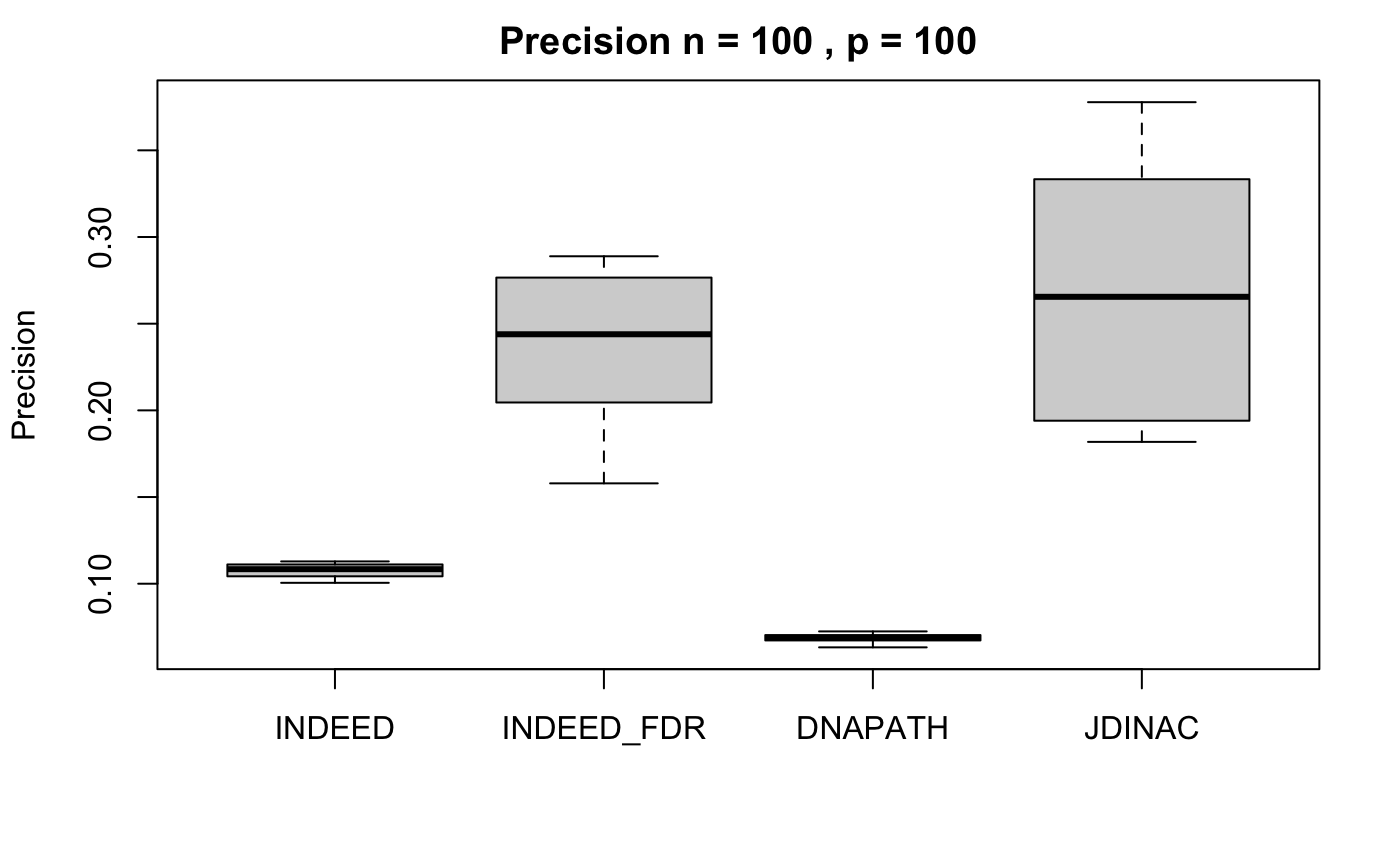 Precision n = 100 , p = 100
Precision
0.30
0.20
0.10
INDEED INDEED_FDR DNAPATH JDINAC